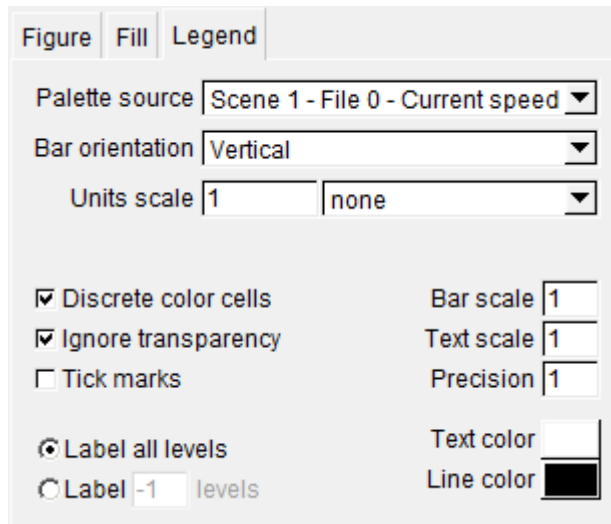 Figure Fill Legend
Palette source Scene 1 - File 0 - Current speed
Bar orientation Vertical
Units scale 1 none
Discrete color cells Bar scale 1
Ignore transparency Text scale 1
Tick marks Precision 1
Label all levels Text color
Label -1 levels Line color